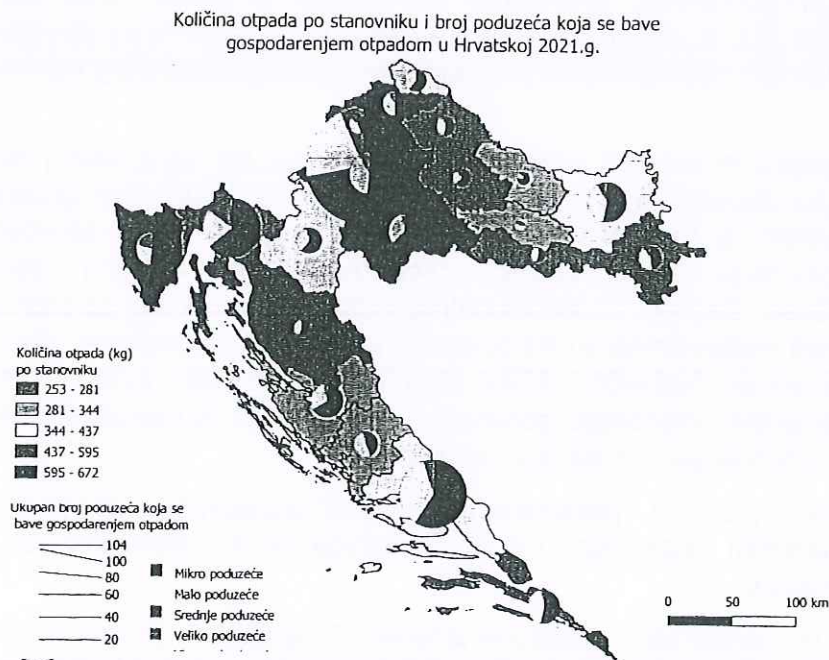 Količina otpada po stanovniku i broj poduzeća koja se bave
gospodarenjem otpadom u Hrvatskoj 2021.g.
Količina otpada (kg)
po stanovniku
253 - 281
281 - 344
344 - 437
437 - 595
595 - 672
Ukupan broj poduzeća koja se
bave gospodarenjem otpadom
104
100
80
60
40
20
Mikro poduzeće
Malo poduzeće
Srednje poduzeće
Veliko poduzeće
0 50 100 km